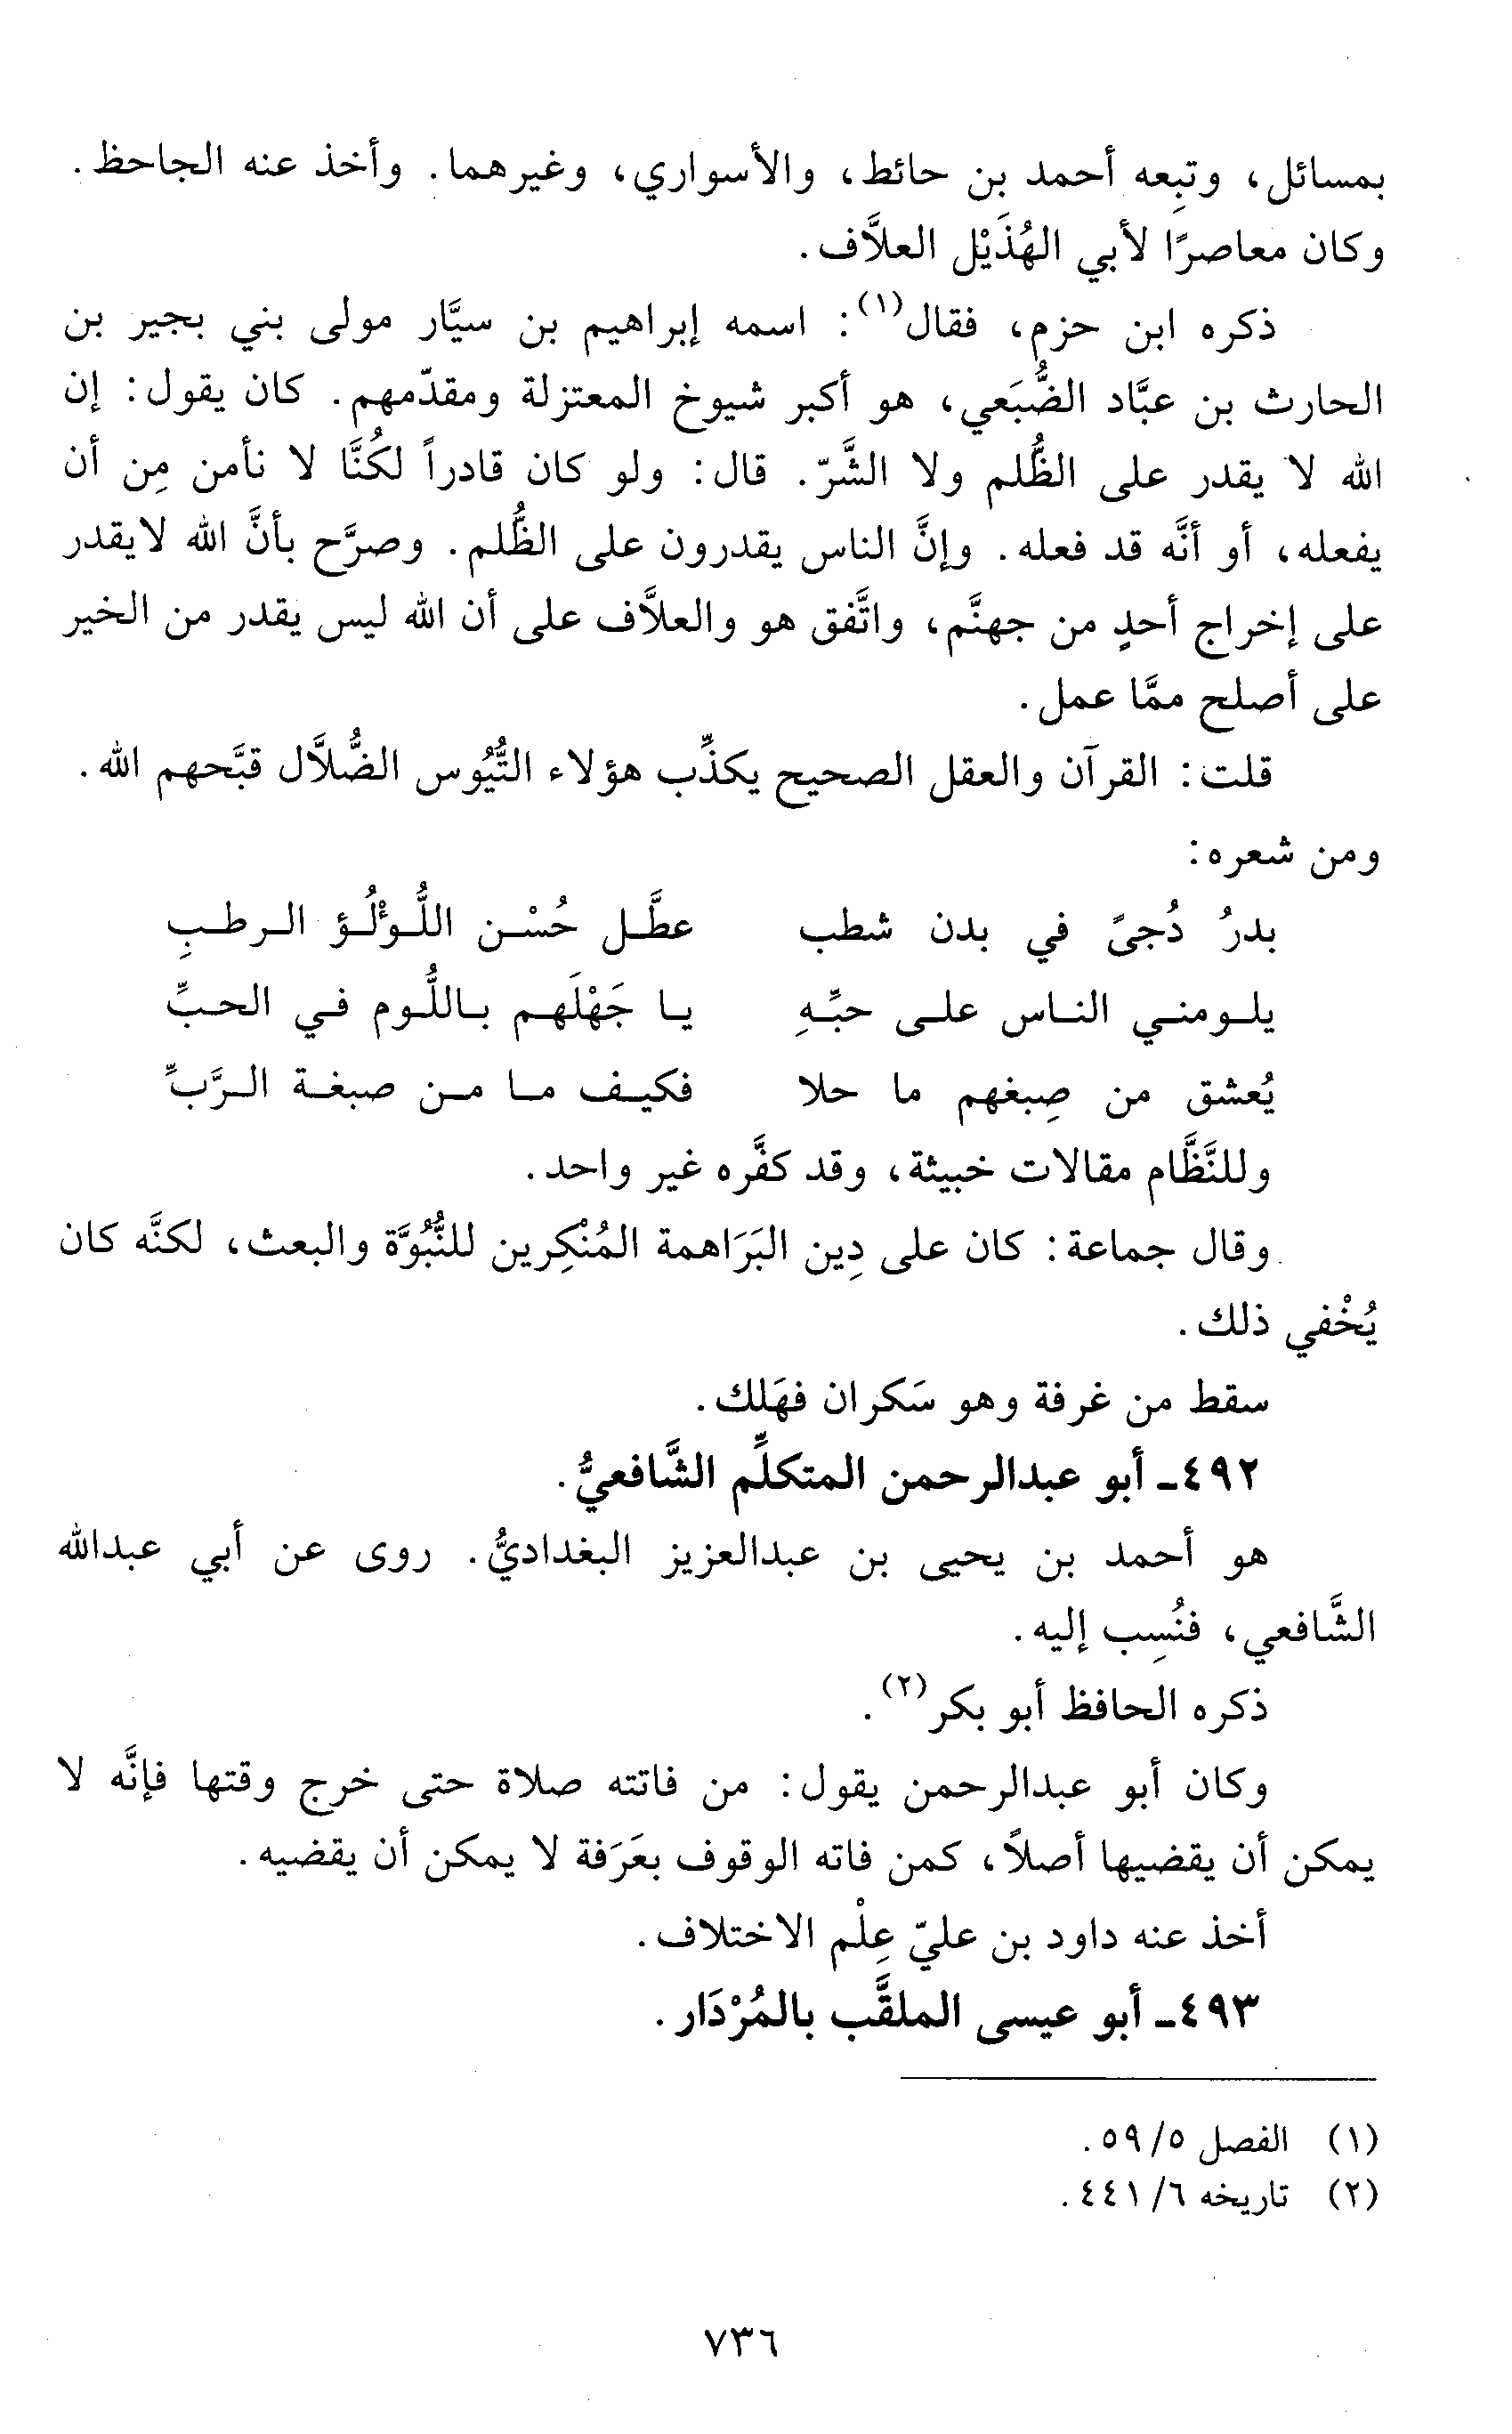 بمسائل، وتبِعه أحمد بن حائط، والأسواري، وغيرهما. وأخذ عنه الجاحظ.
وكان معاصرًا لأبي الهُذَيْل العلاَّف.
ذكره ابن حزم، فقال(١): اسمه إبراهيم بن سيَّار مولى بني بجير بن
الحارث بن عبَّاد الضُّبَعي، هو أكبر شيوخ المعتزلة ومقدّمهم. كان يقول: إن
الله لا يقدر على الظُّلم ولا الشَّرّ. قال: ولو كان قادراً لكُنَّا لا نأمن مِن أن
يفعله، أو أنَّه قد فعله. وإنَّ الناس يقدرون على الظُّلم. وصرَّح بأنَّ الله لايقدر
على إخراج أحدٍ من جهنَّم، واتَّفق هو والعلاَّف على أن الله ليس يقدر من الخير
على أصلح ممَّا عمل.
قلت: القرآن والعقل الصحيح يكذِّب هؤلاء التُّيُوس الضُّلاَّل قبَّحهم الله.
ومن شعره:
بدرُ دُجىً في بدن شطب عطَّل حُسْن اللُّؤْلُؤ الرطبِ
يلومني الناس على حبِّهِ يا جَهْلَهم باللُّوم في الحبِّ
يُعشق من صِبغهم ما حلا فكيف ما من صبغة الرَّبِّ
وللنَّظَّام مقالات خبيثة، وقد كفَّره غير واحد.
وقال جماعة: كان على دِين البَرَاهمة المُنْكِرين للنُّبُوَّة والبعث، لكنَّه كان
يُخْفي ذلك.
سقط من غرفة وهو سَكران فهَلك.
٤٩٢ـ أبو عبدالرحمن المتكلِّم الشَّافعيُّ.
هو أحمد بن يحيى بن عبدالعزيز البغداديُّ. روى عن أبي عبدالله
الشَّافعي، فنُسِب إليه.
ذكره الحافظ أبو بكر(٢).
وكان أبو عبدالرحمن يقول: من فاتته صلاة حتى خرج وقتها فإنَّه لا
يمكن أن يقضيها أصلاً، كمن فاته الوقوف بعَرَفة لا يمكن أن يقضيه.
أخذ عنه داود بن عليّ عِلْم الاختلاف.
٤٩٣ـ أبو عيسى الملقَّب بالمُرْدَار.
(١) الفصل ٥/ ٥٩.
(٢) تاريخه ٦/ ٤٤١.
٧٣٦